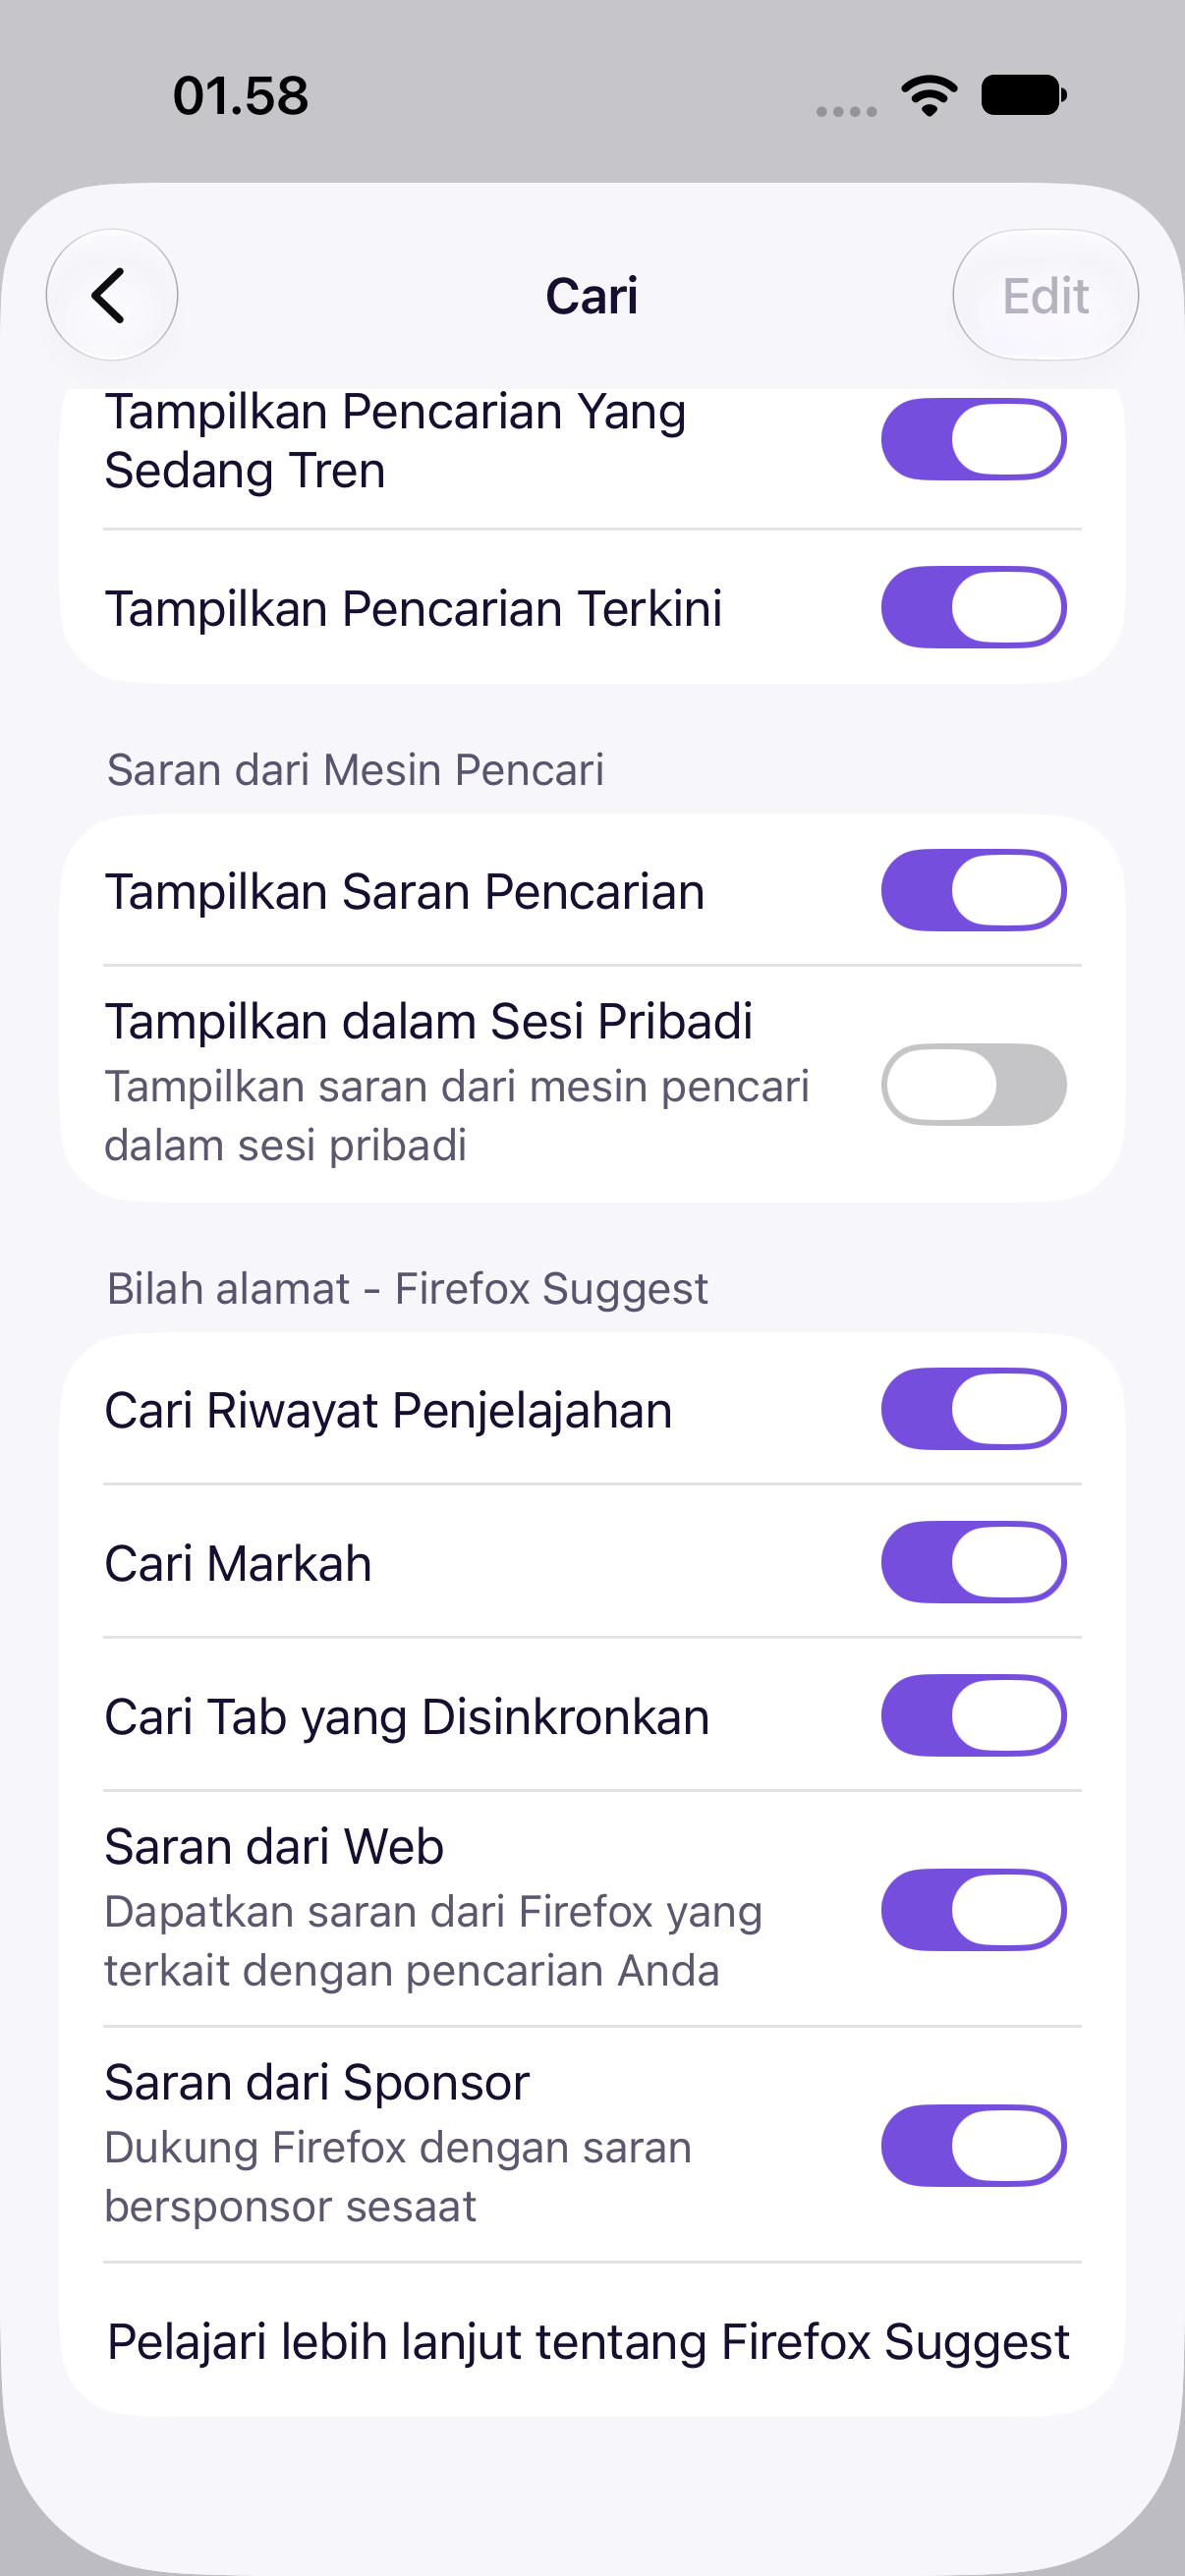 01.58
Cari
Edit
Tampilkan Pencarian Yang
Sedang Tren
Tampilkan Pencarian Terkini
Saran dari Mesin Pencari
Tampilkan Saran Pencarian
Tampilkan dalam Sesi Pribadi
Tampilkan saran dari mesin pencari
dalam sesi pribadi
Bilah alamat - Firefox Suggest
Cari Riwayat Penjelajahan
Cari Markah
Cari Tab yang Disinkronkan
Saran dari Web
Dapatkan saran dari Firefox yang
terkait dengan pencarian Anda
Saran dari Sponsor
Dukung Firefox dengan saran
bersponsor sesaat
Pelajari lebih lanjut tentang Firefox Suggest